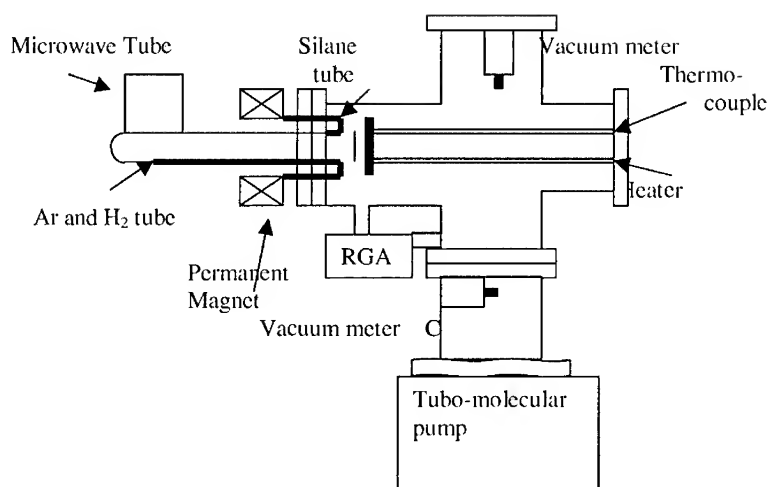 Microwave Tube
Silane
tube
Vacuum meter
Thermo-
couple
Ar and H₂ tube
Permanent
Magnet
RGA
Vacuum meter C
Tubo-molecular
pump